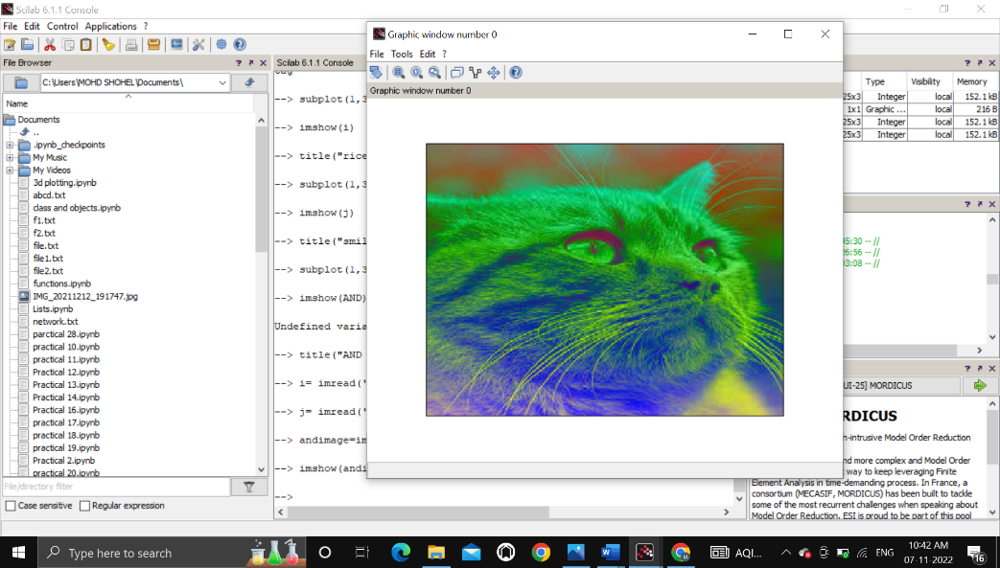 Scilab 6.1.1 Console
File Edit Control Applications ?
File Browser ? ↗ ✕
C:\Users\MOHD SHOHEL\Documents\
Name
Documents
..
.ipynb_checkpoints
My Music
My Videos
3d plotting.ipynb
abcd.txt
class and objects.ipynb
f1.txt
f2.txt
file.txt
file1.txt
file2.txt
functions.ipynb
IMG_20211212_191747.jpg
Lists.ipynb
network.txt
parctical 28.ipynb
practical 10.ipynb
practical 11.ipynb
Practical 12.ipynb
Practical 13.ipynb
Practical 14.ipynb
Practical 16.ipynb
practical 17.ipynb
practical 18.ipynb
practical 19.ipynb
Practical 2.ipynb
practical 20.ipynb
File/directory filter
Case sensitive Regular expression
Scilab 6.1.1 Console
--> subplot(1,3
--> imshow(i)
--> title("rice
--> subplot(1,3
--> imshow(j)
--> title("smil
--> subplot(1,3
--> imshow(AND)
Undefined varia
--> title("AND
--> i= imread('
--> j= imread('
--> andimage=im
--> imshow(andi
-->
Graphic window number 0
File Tools Edit ?
Graphic window number 0
Type Visibility Memory
25x3 Integer local 152.1 kB
1x1 Graphic ... local 216 B
25x3 Integer local 152.1 kB
25x3 Integer local 152.1 kB
45:30 -- //
26:56 -- //
03:08 -- //
UI-25] MORDICUS
RDICUS
n-intrusive Model Order Reduction
nd more complex and Model Order
way to keep leveraging Finite
Element Analysis in time-demanding process. In France, a
consortium (MECASIF, MORDICUS) has been built to tackle
some of the most recurrent challenges when speaking about
Model Order Reduction. ESI is proud to be part of this pool
Type here to search
AQI...
ENG
10:42 AM
07-11-2022
16